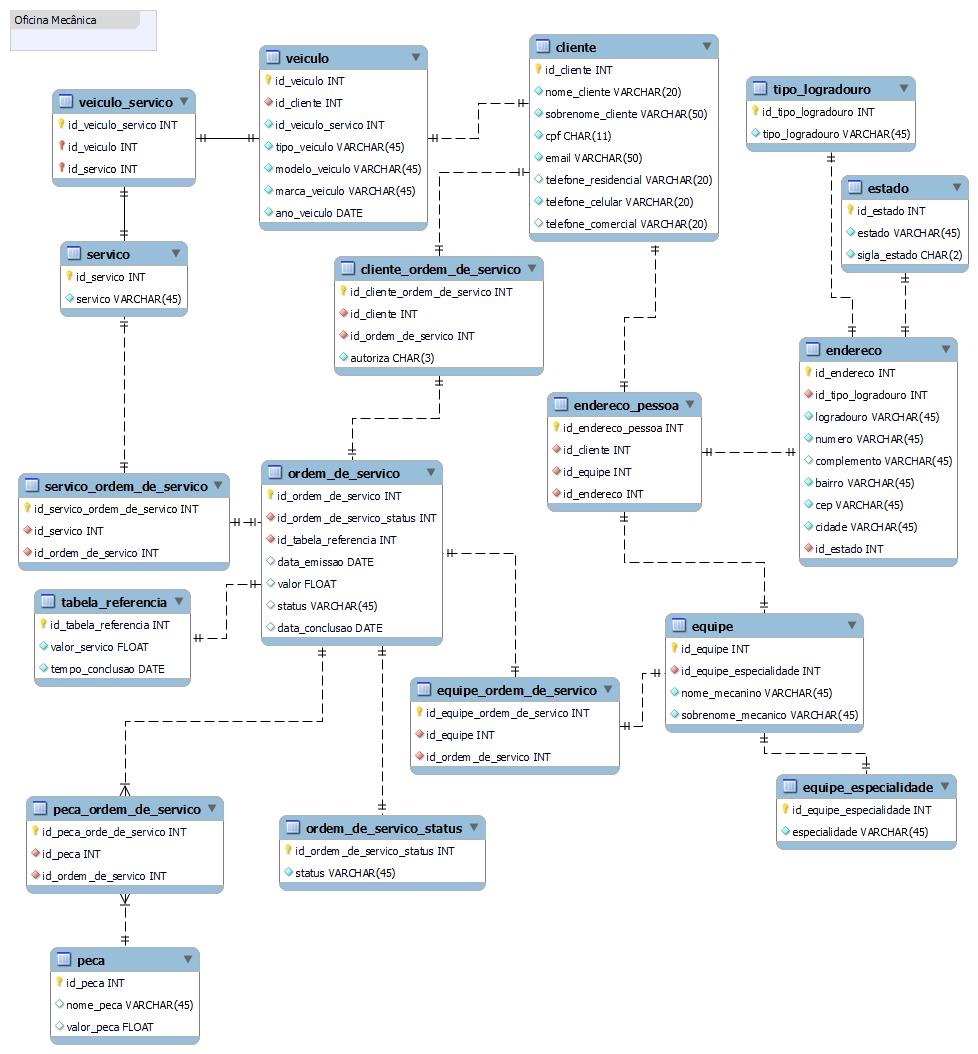 Oficina Mecânica
veiculo
id_veiculo INT
id_cliente INT
id_veiculo_servico INT
tipo_veiculo VARCHAR(45)
modelo_veiculo VARCHAR(45)
marca_veiculo VARCHAR(45)
ano_veiculo DATE
cliente
id_cliente INT
nome_cliente VARCHAR(20)
sobrenome_cliente VARCHAR(50)
cpf CHAR(11)
email VARCHAR(50)
telefone_residencial VARCHAR(20)
telefone_celular VARCHAR(20)
telefone_comercial VARCHAR(20)
tipo_logradouro
id_tipo_logradouro INT
tipo_logradouro VARCHAR(45)
veiculo_servico
id_veiculo_servico INT
id_veiculo INT
id_servico INT
estado
id_estado INT
estado VARCHAR(45)
sigla_estado CHAR(2)
servico
id_servico INT
servico VARCHAR(45)
cliente_ordem_de_servico
id_cliente_ordem_de_servico INT
id_cliente INT
id_ordem_de_servico INT
autoriza CHAR(3)
endereco
id_endereco INT
id_tipo_logradouro INT
logradouro VARCHAR(45)
numero VARCHAR(45)
complemento VARCHAR(45)
bairro VARCHAR(45)
cep VARCHAR(45)
cidade VARCHAR(45)
id_estado INT
endereco_pessoa
id_endereco_pessoa INT
id_cliente INT
id_equipe INT
id_endereco INT
ordem_de_servico
id_ordem_de_servico INT
id_ordem_de_servico_status INT
id_tabela_referencia INT
data_emissao DATE
valor FLOAT
status VARCHAR(45)
data_conclusao DATE
servico_ordem_de_servico
id_servico_ordem_de_servico INT
id_servico INT
id_ordem_de_servico INT
tabela_referencia
id_tabela_referencia INT
valor_servico FLOAT
tempo_conclusao DATE
equipe
id_equipe INT
id_equipe_especialidade INT
nome_mecanino VARCHAR(45)
sobrenome_mecanico VARCHAR(45)
equipe_ordem_de_servico
id_equipe_ordem_de_servico INT
id_equipe INT
id_ordem_de_servico INT
equipe_especialidade
id_equipe_especialidade INT
especialidade VARCHAR(45)
peca_ordem_de_servico
id_peca_orde_de_servico INT
id_peca INT
id_ordem_de_servico INT
ordem_de_servico_status
id_ordem_de_servico_status INT
status VARCHAR(45)
peca
id_peca INT
nome_peca VARCHAR(45)
valor_peca FLOAT